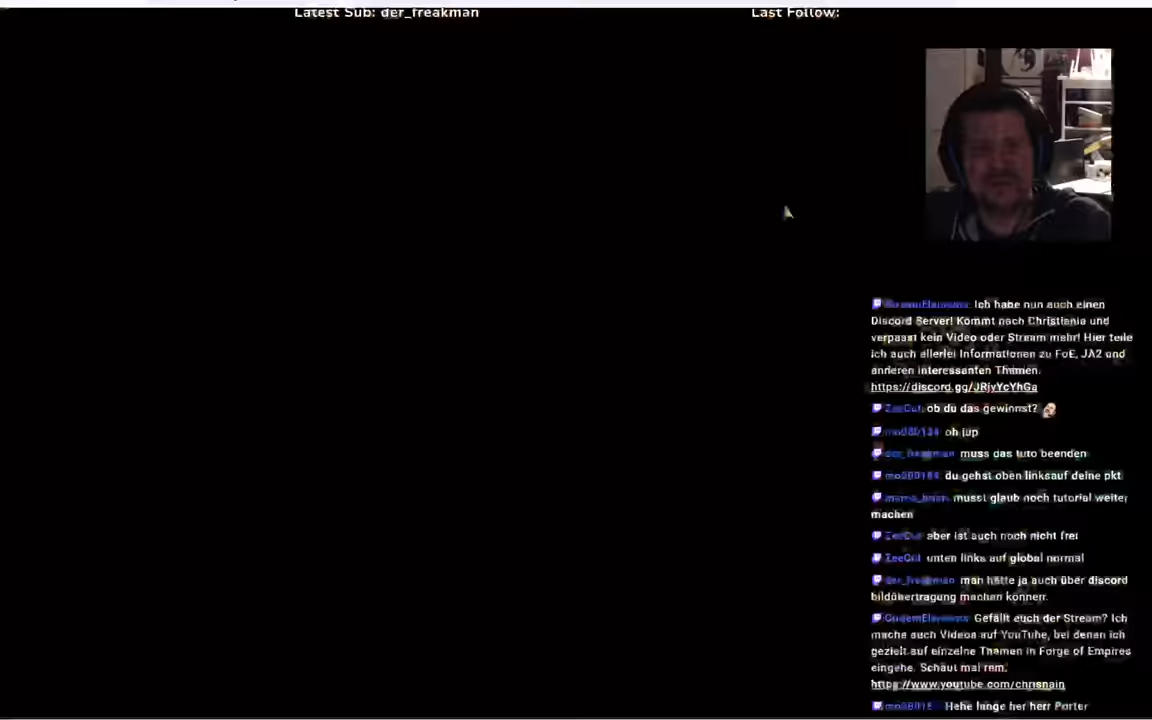 Latest Sub: der_freakman
Last Follow:
Ich habe nun auch einen
Discord Server! Kommt nach Christiania und
verpasst kein Video oder Stream mehr! Hier teile
ich auch allerlei Informationen zu FoE, JA2 und
anderen interessanten Themen.
https://discord.gg/JRjyYcYhGa
ob du das gewinnst?
oh jup
der_freakman muss das tuto beenden
du gehst oben linksauf deine pkt
musst glaub noch tutorial weiter
machen
aber ist auch noch nicht frei
unten links auf global normal
der_freakman man hätte ja auch über discord
bildübertragung machen können.
Gefällt euch der Stream? Ich
mache auch Videos auf YouTube, bei denen ich
gezielt auf einzelne Themen in Forge of Empires
eingehe. Schaut mal rein.
https://www.youtube.com/chrisnain
Hehe lange her herr Porter